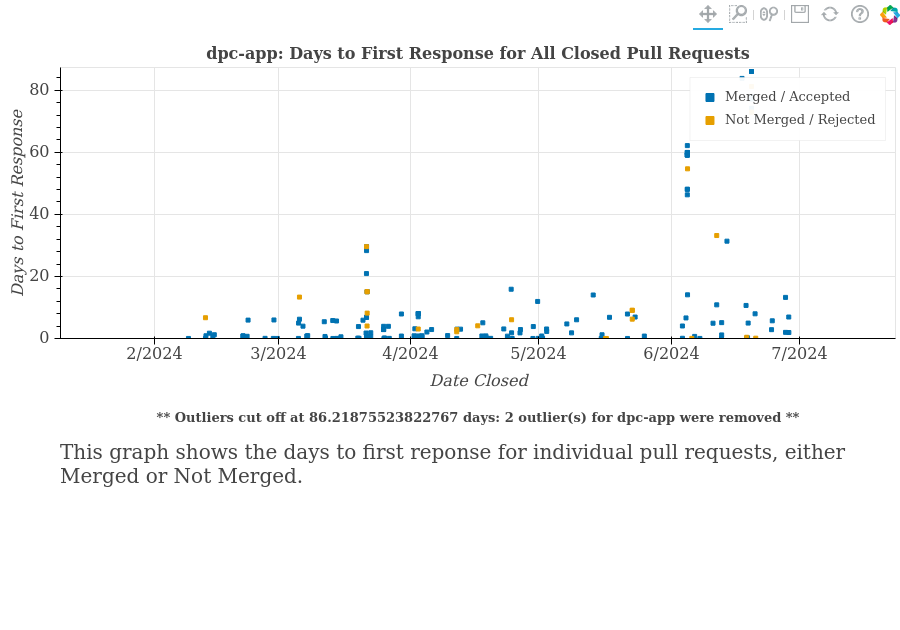 dpc-app: Days to First Response for All Closed Pull Requests
Days to First Response
80
60
40
20
0
Merged / Accepted
Not Merged / Rejected
2/2024 3/2024 4/2024 5/2024 6/2024 7/2024
Date Closed
** Outliers cut off at 86.21875523822767 days: 2 outlier(s) for dpc-app were removed **
This graph shows the days to first reponse for individual pull requests, either
Merged or Not Merged.